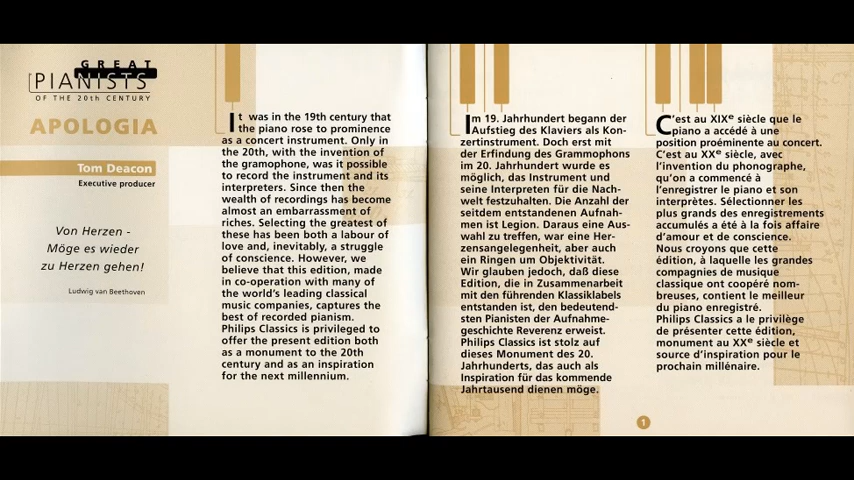 GREAT
PIANISTS
OF THE 20th CENTURY
APOLOGIA
Tom Deacon
Executive producer
Von Herzen -
Möge es wieder
zu Herzen gehen!
Ludwig van Beethoven
It was in the 19th century that
the piano rose to prominence
as a concert instrument. Only in
the 20th, with the invention of
the gramophone, was it possible
to record the instrument and its
interpreters. Since then the
wealth of recordings has become
almost an embarrassment of
riches. Selecting the greatest of
these has been both a labour of
love and, inevitably, a struggle
of conscience. However, we
believe that this edition, made
in co-operation with many of
the world's leading classical
music companies, captures the
best of recorded pianism.
Philips Classics is privileged to
offer the present edition both
as a monument to the 20th
century and as an inspiration
for the next millennium.
Im 19. Jahrhundert begann der
Aufstieg des Klaviers als Kon-
zertinstrument. Doch erst mit
der Erfindung des Grammophons
im 20. Jahrhundert wurde es
möglich, das Instrument und
seine Interpreten für die Nach-
welt festzuhalten. Die Anzahl der
seitdem entstandenen Aufnah-
men ist Legion. Daraus eine Aus-
wahl zu treffen, war eine Her-
zensangelegenheit, aber auch
ein Ringen um Objektivität.
Wir glauben jedoch, daß diese
Edition, die in Zusammenarbeit
mit den führenden Klassiklabels
entstanden ist, den bedeutend-
sten Pianisten der Aufnahme-
geschichte Reverenz erweist.
Philips Classics ist stolz auf
dieses Monument des 20.
Jahrhunderts, das auch als
Inspiration für das kommende
Jahrtausend dienen möge.
C'est au XIXe siècle que le
piano a accédé à une
position proéminente au concert.
C'est au XXe siècle, avec
l'invention du phonographe,
qu'on a commencé à
l'enregistrer le piano et son
interprètes. Sélectionner les
plus grands des enregistrements
accumulés a été à la fois affaire
d'amour et de conscience.
Nous croyons que cette
édition, à laquelle les grandes
compagnies de musique
classique ont coopéré nom-
breuses, contient le meilleur
du piano enregistré.
Philips Classics a le privilège
de présenter cette édition,
monument au XXe siècle et
source d'inspiration pour le
prochain millénaire.
1